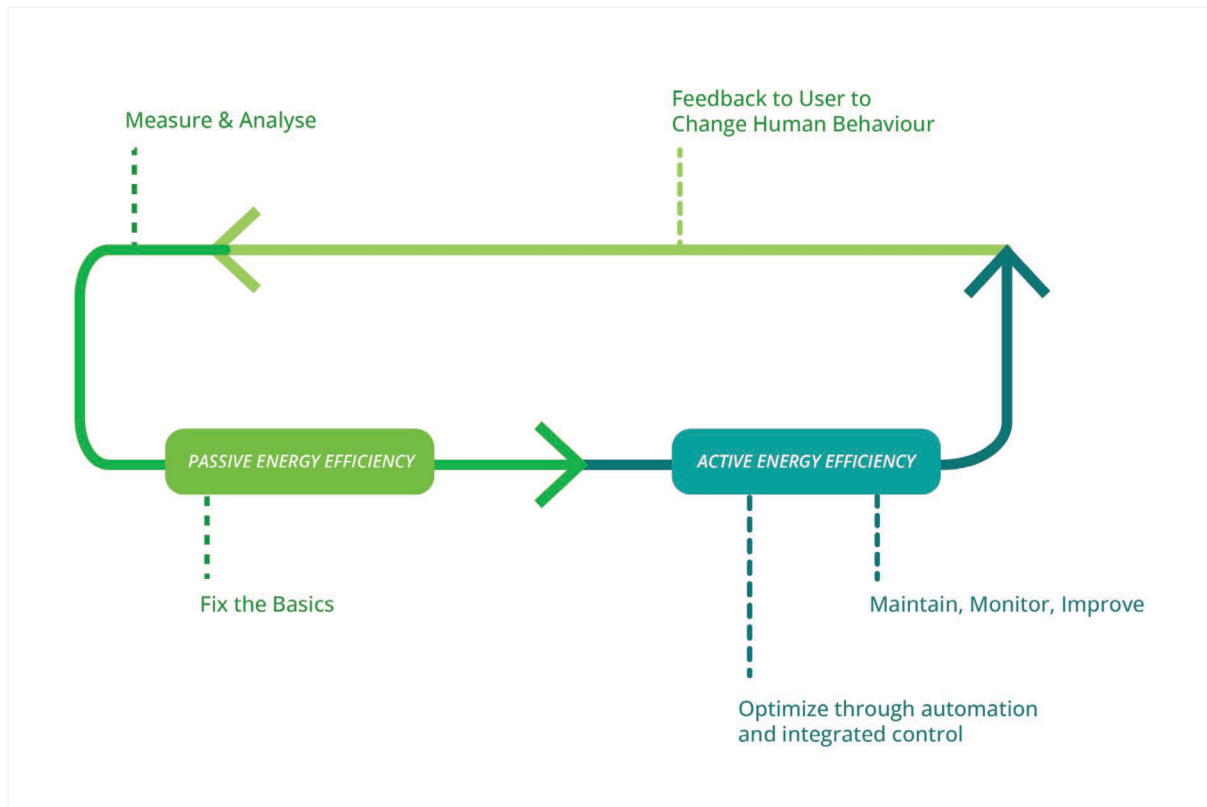 Measure & Analyse
Feedback to User to
Change Human Behaviour
PASSIVE ENERGY EFFICIENCY
ACTIVE ENERGY EFFICIENCY
Fix the Basics
Maintain, Monitor, Improve
Optimize through automation
and integrated control